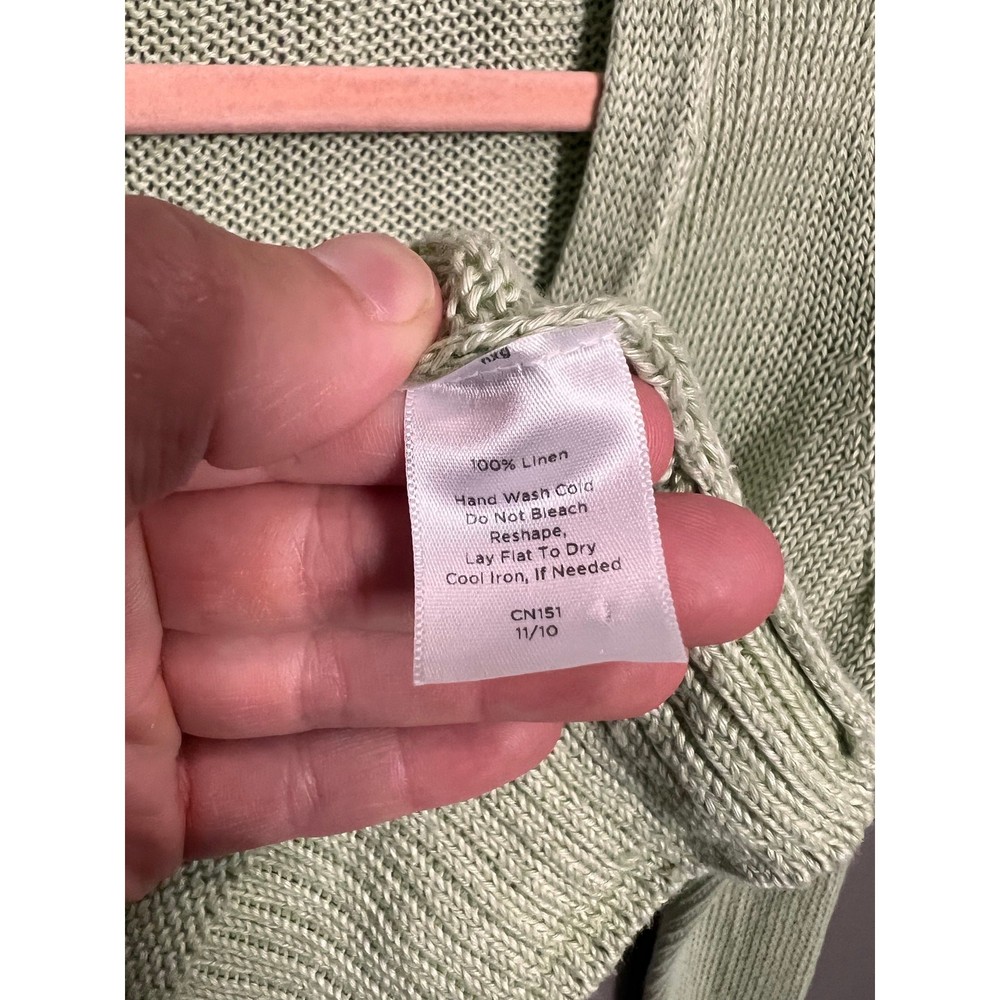 100% Linen
Hand Wash Cold
Do Not Bleach
Reshape,
Lay Flat To Dry
Cool Iron, If Needed
CN151
11/10